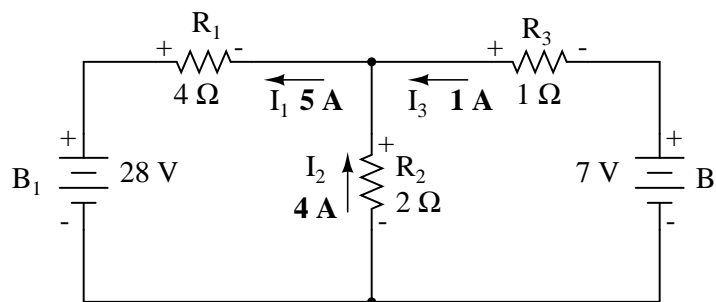 R1
R3
+ - + -
4 Ω I1 5 A I3 1 A 1 Ω
+ + +
B1 28 V I2 R2 7 V B
4 A 2 Ω
- - -